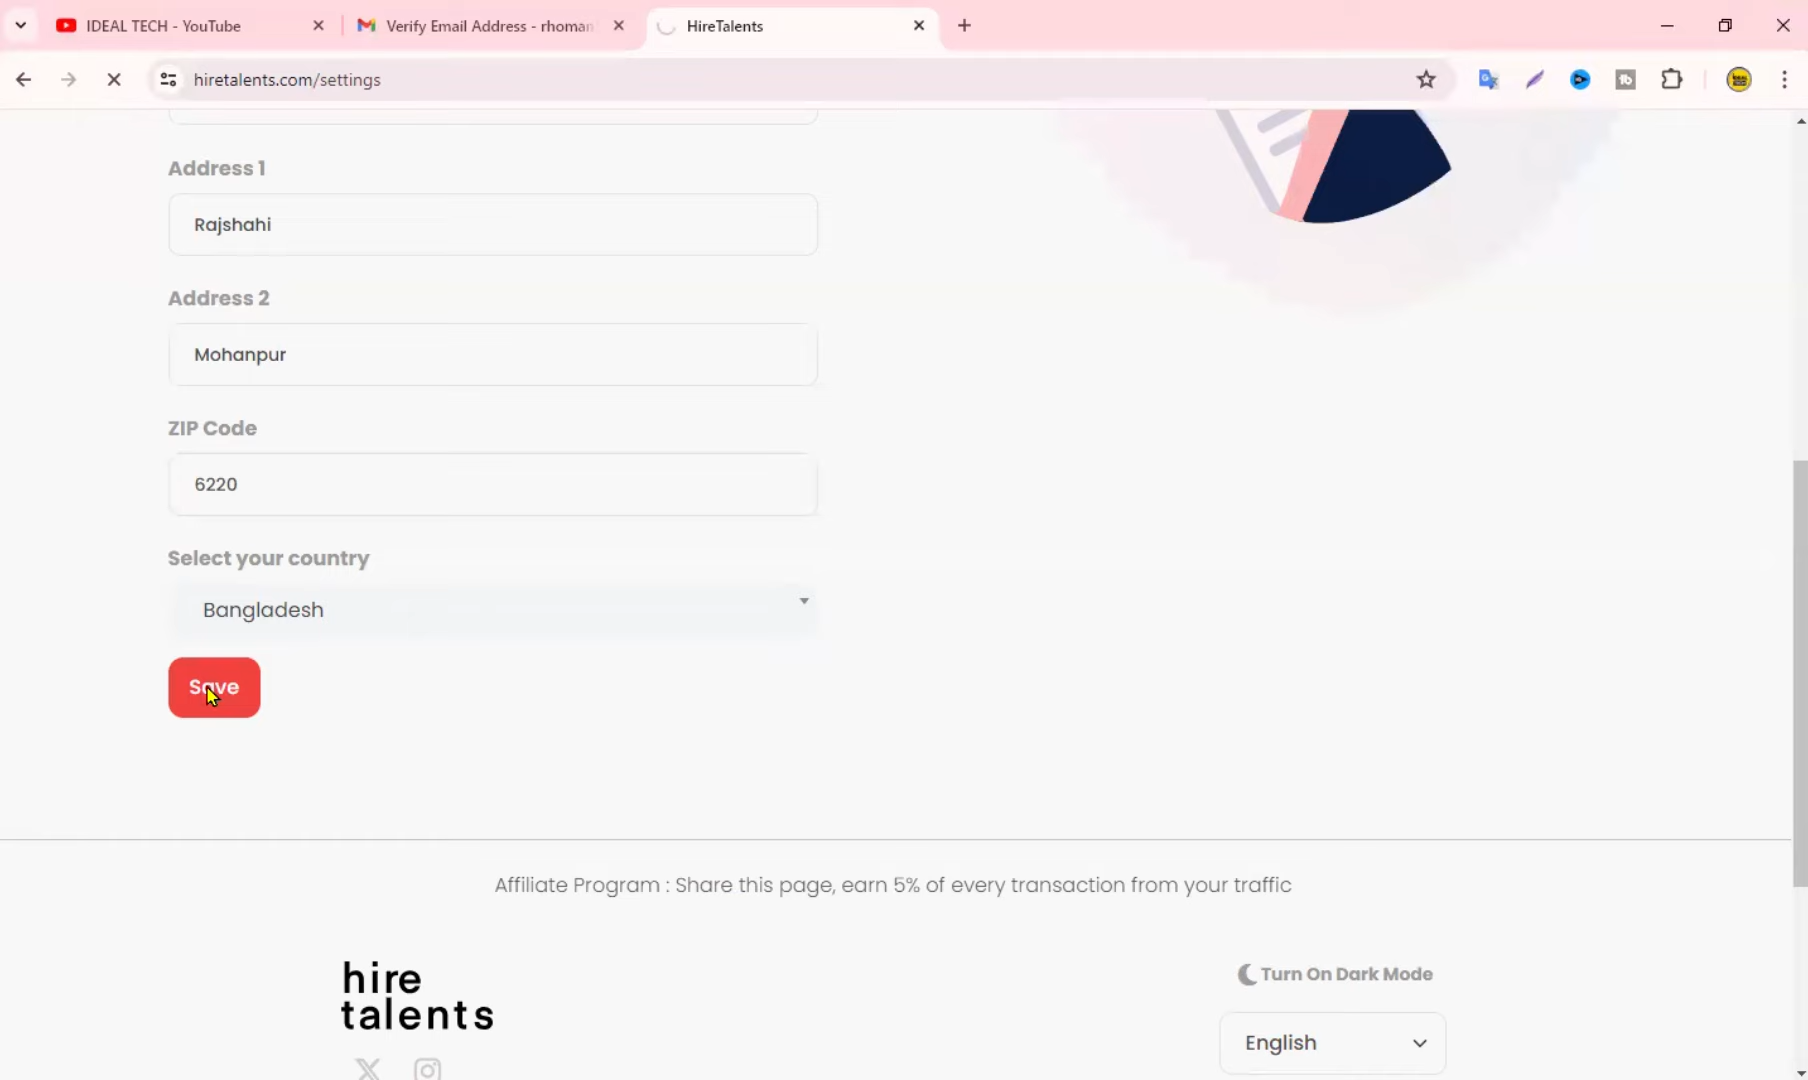 IDEAL TECH - YouTube
Verify Email Address - rhoman
HireTalents
hiretalents.com/settings
Address 1
Rajshahi
Address 2
Mohanpur
ZIP Code
6220
Select your country
Bangladesh
Save
Affiliate Program : Share this page, earn 5% of every transaction from your traffic
hire
talents
Turn On Dark Mode
English